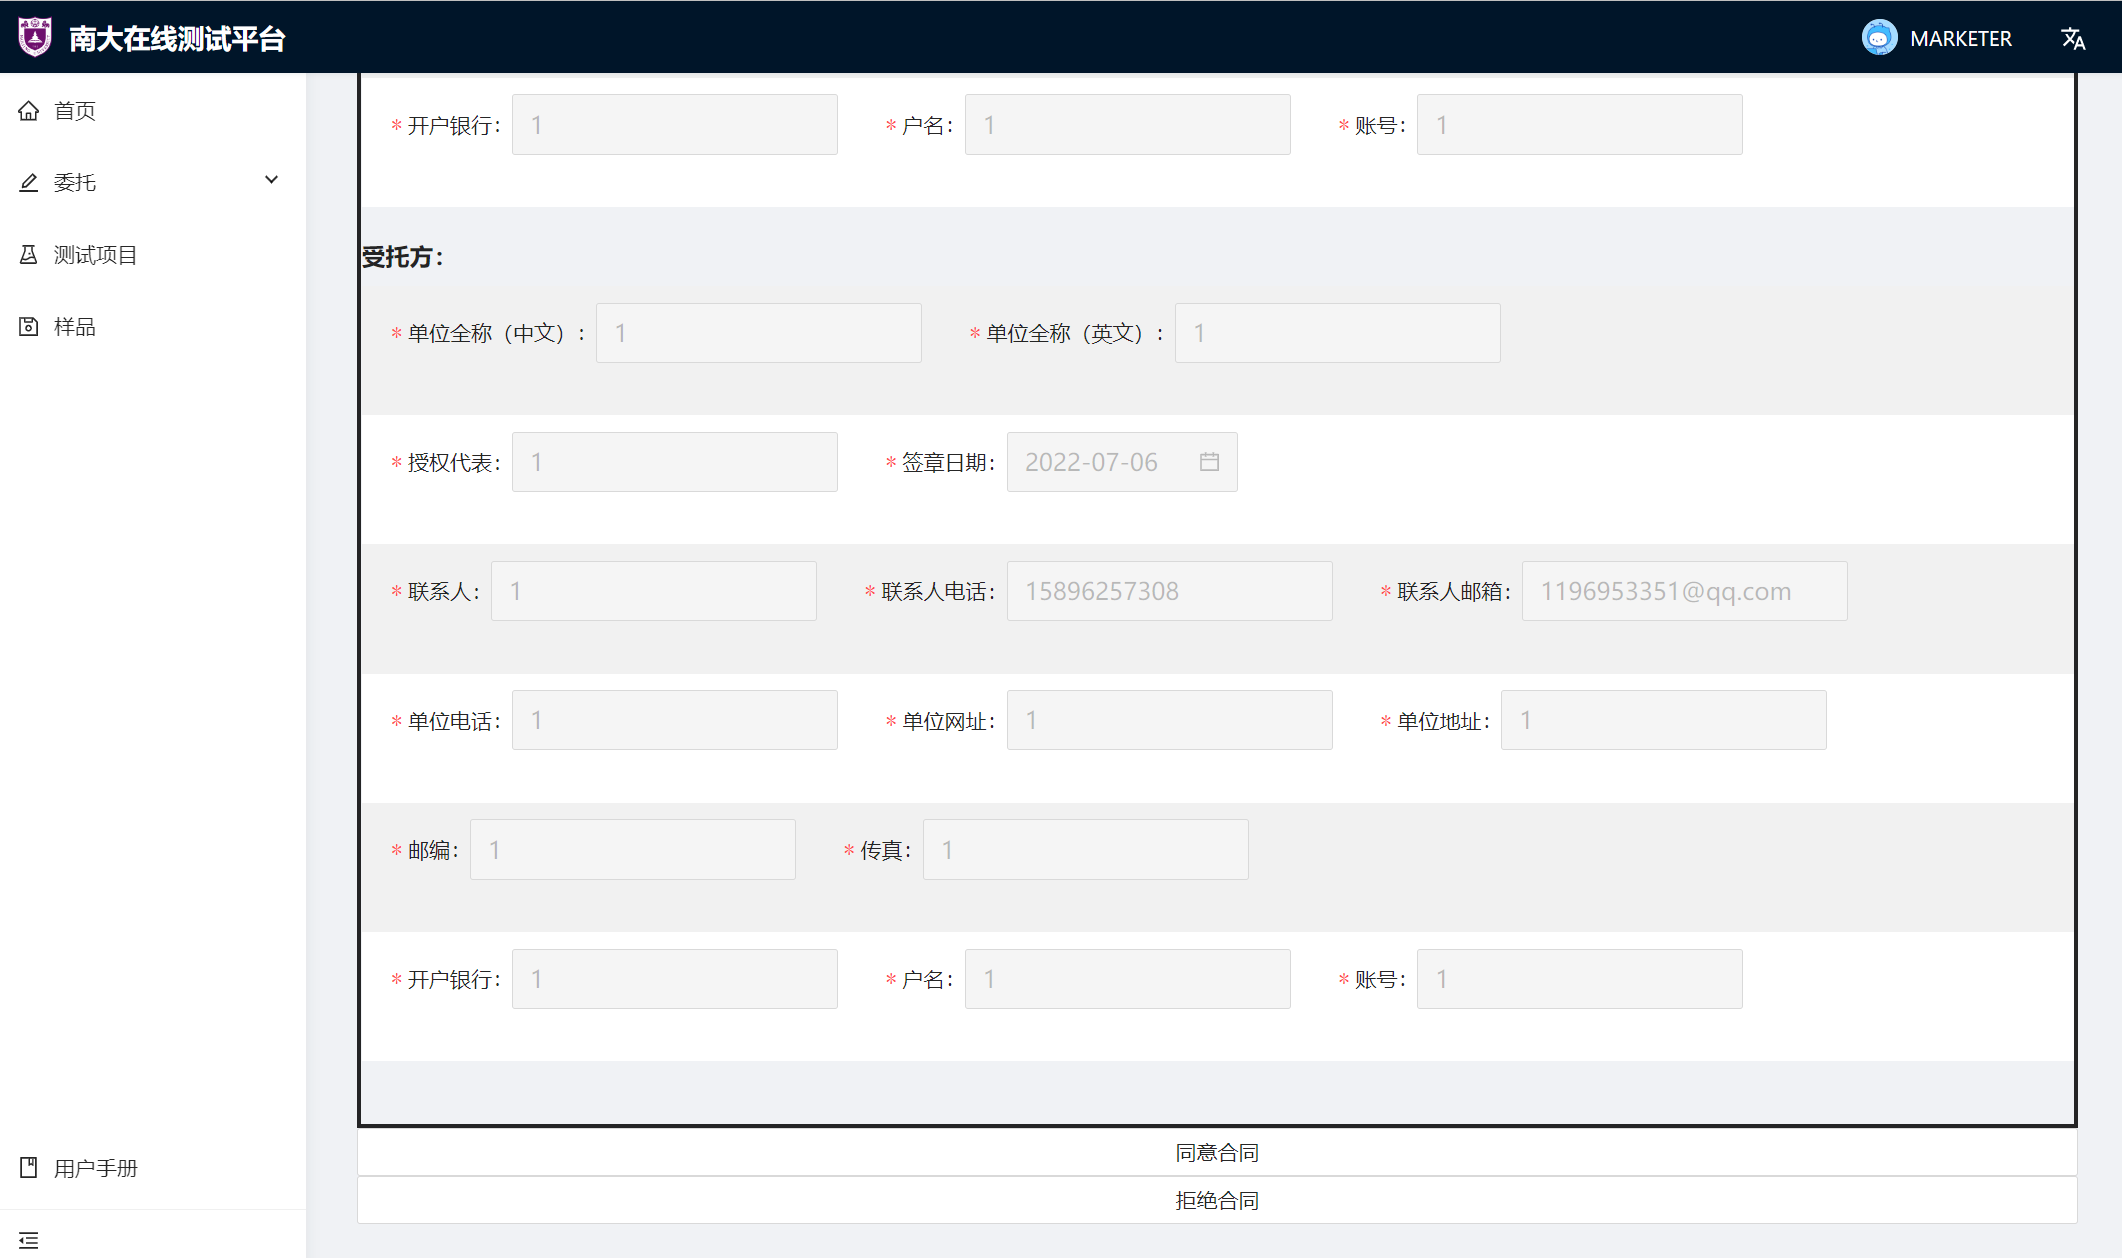 南大在线测试平台
MARKETER
首页
委托
测试项目
样品
用户手册
* 开户银行: 1 * 户名: 1 * 账号: 1
受托方:
* 单位全称（中文）: 1 * 单位全称（英文）: 1
* 授权代表: 1 * 签章日期: 2022-07-06
* 联系人: 1 * 联系人电话: 15896257308 * 联系人邮箱: 1196953351@qq.com
* 单位电话: 1 * 单位网址: 1 * 单位地址: 1
* 邮编: 1 * 传真: 1
* 开户银行: 1 * 户名: 1 * 账号: 1
同意合同
拒绝合同